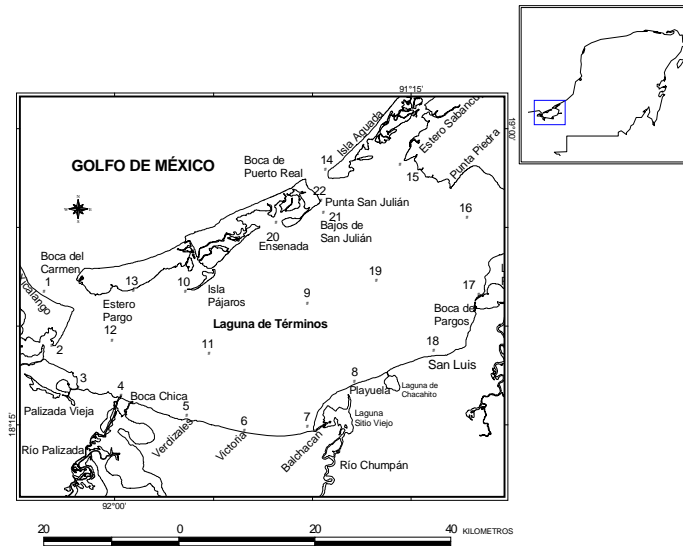 91°15'
19°00'
GOLFO DE MÉXICO
Isla Aguada
Estero Sabancuy
Punta Piedra
Boca de
Puerto Real
14
15
22
Punta San Julián
21
Bajos de
San Julián
16
20
Ensenada
Boca del
Carmen
1
13
10
Isla
Pájaros
19
9
17
Boca de
Pargos
Xicalango
Estero
Pargo
12
Laguna de Términos
11
2
18
San Luis
3
4
Boca Chica
8
Playuela
Laguna de
Chacahito
Palizada Vieja
5
Verdizales
6
Victoria
7
Balchacah
Laguna
Sitio Viejo
18°15'
Río Palizada
Río Chumpán
92°00'
20
0
20
40
KILOMETROS